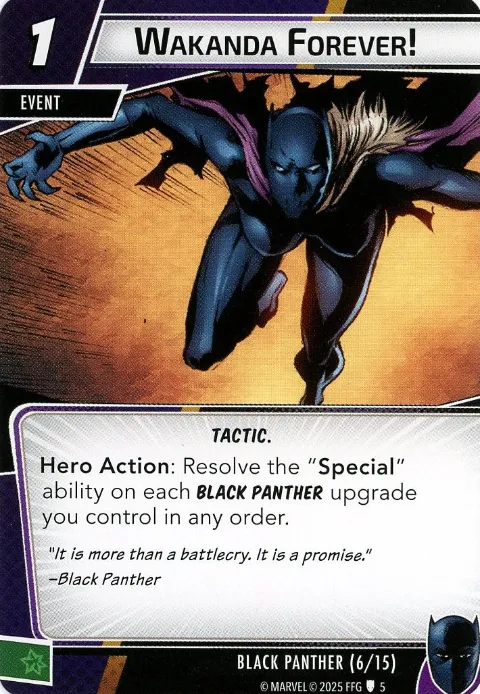 1
WAKANDA FOREVER!
EVENT
TACTIC.
Hero Action: Resolve the "Special"
ability on each BLACK PANTHER upgrade
you control in any order.
"It is more than a battlecry. It is a promise."
–Black Panther
BLACK PANTHER (6/15)
© MARVEL © 2025 FFG 5